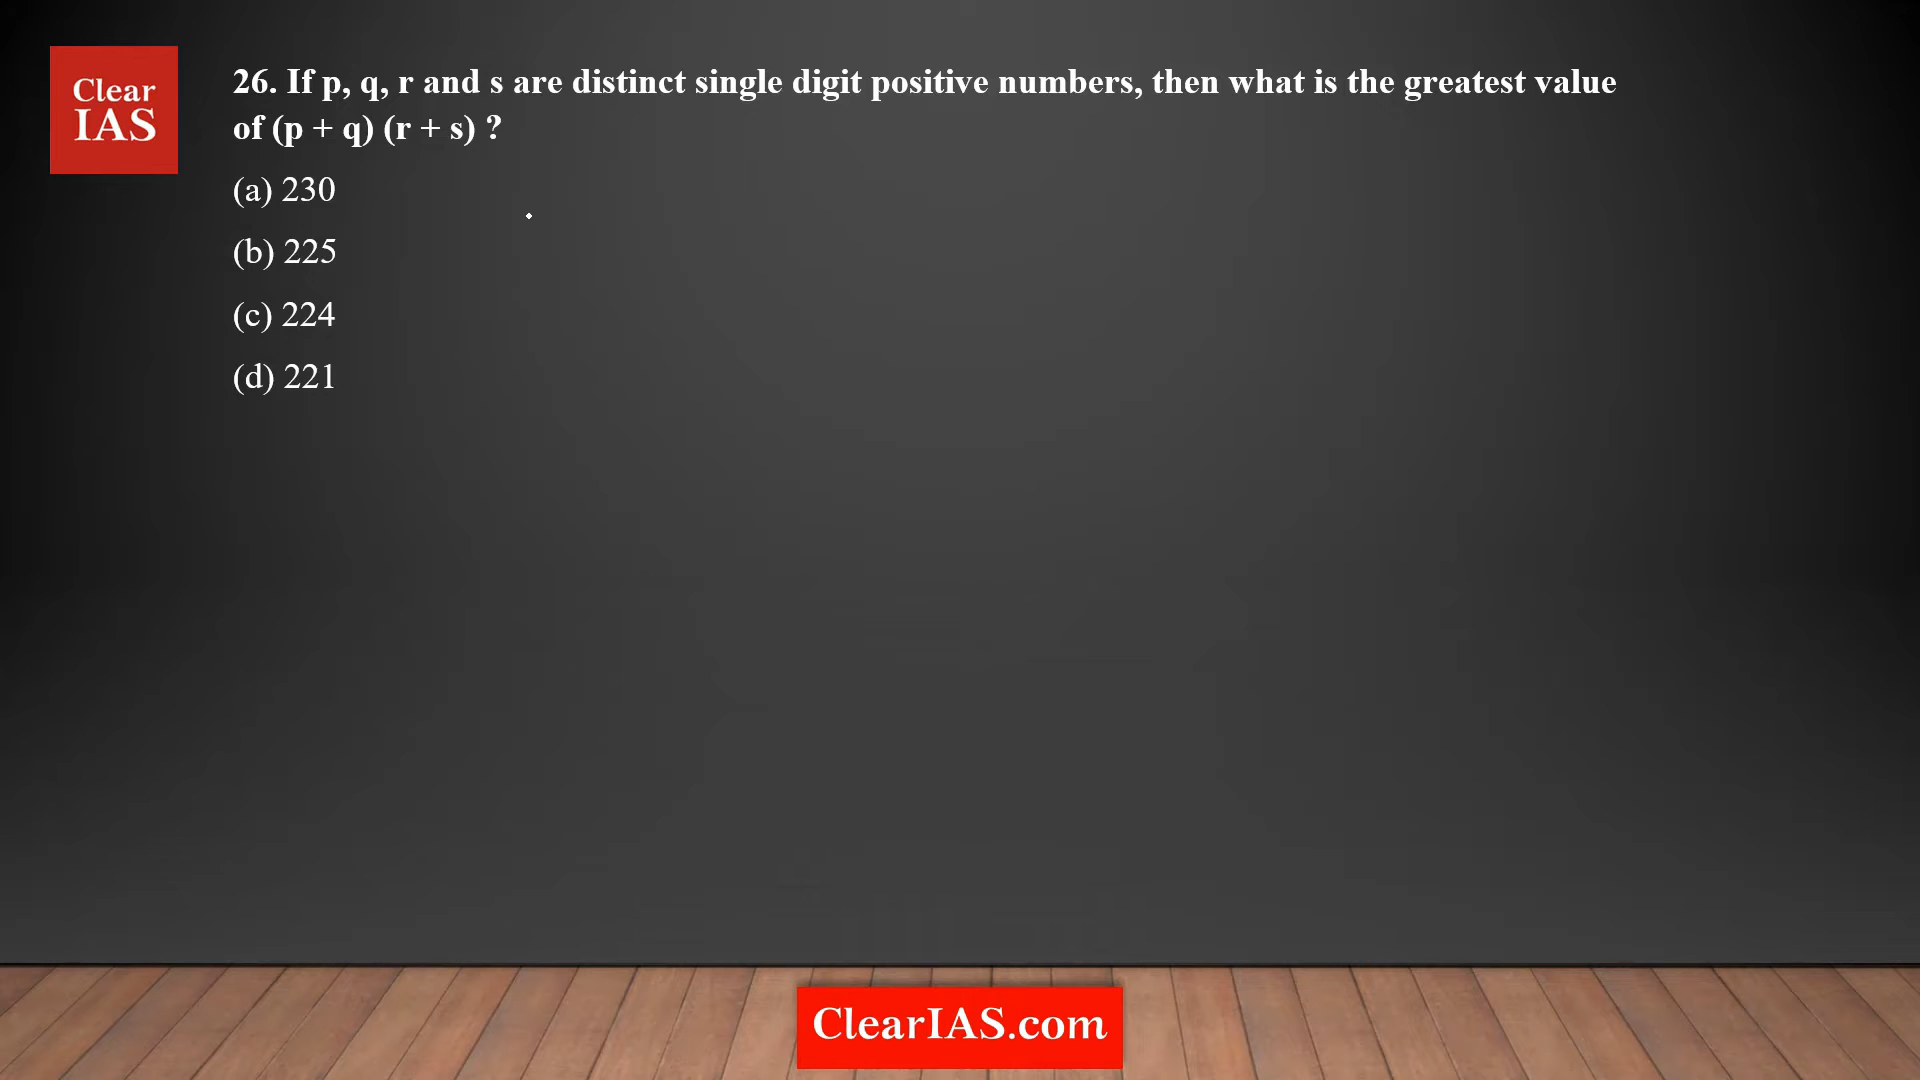 Clear
IAS
26. If p, q, r and s are distinct single digit positive numbers, then what is the greatest value
of (p + q) (r + s) ?
(a) 230
(b) 225
(c) 224
(d) 221
ClearIAS.com